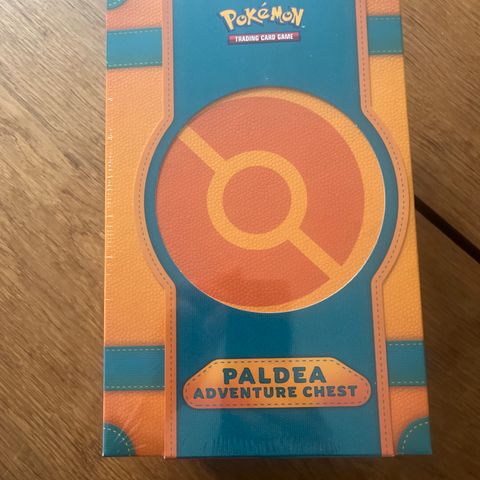 POKéMON
TRADING CARD GAME
PALDEA
ADVENTURE CHEST